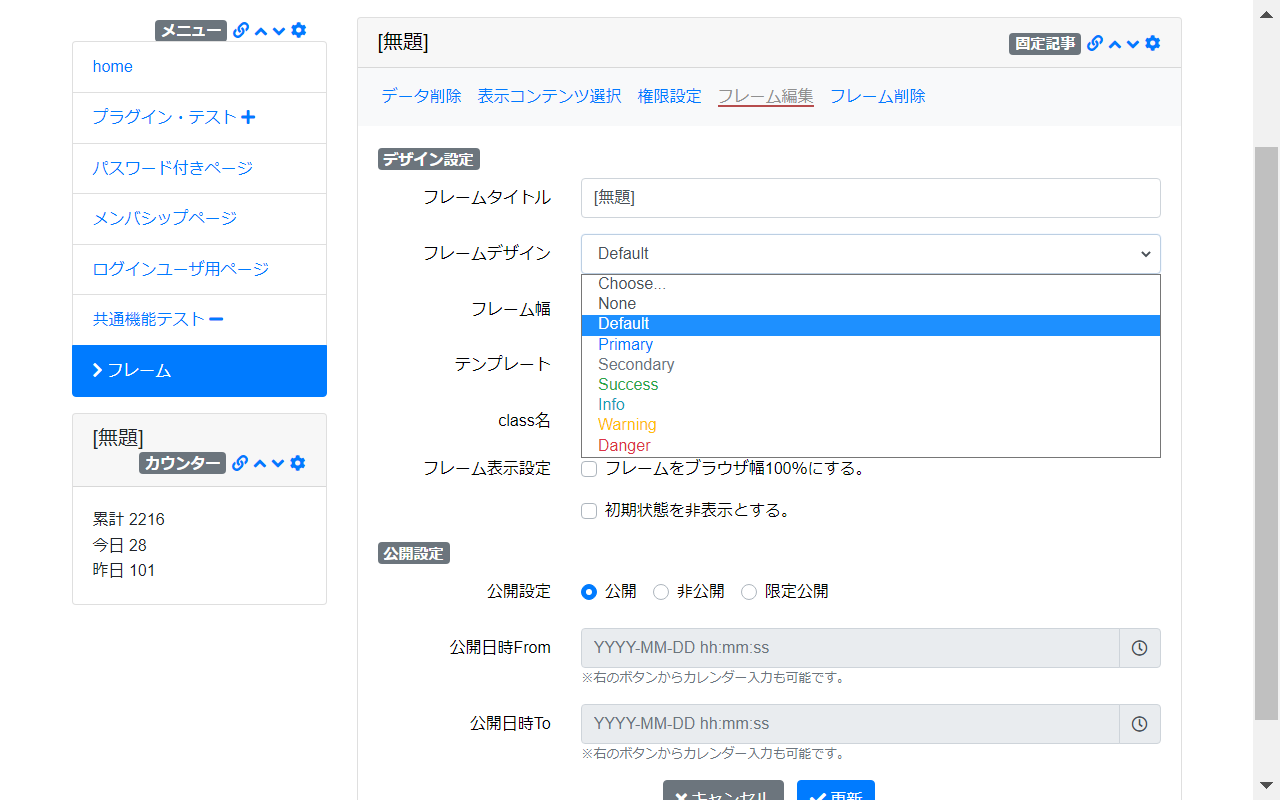 メニュー
home
プラグイン・テスト
パスワード付きページ
メンバシップページ
ログインユーザ用ページ
共通機能テスト
フレーム
[無題]
カウンター
累計 2216
今日 28
昨日 101
[無題]
固定記事
データ削除 表示コンテンツ選択 権限設定 フレーム編集 フレーム削除
デザイン設定
フレームタイトル [無題]
フレームデザイン Default
Choose...
None
Default
Primary
Secondary
Success
Info
Warning
Danger
フレーム幅
テンプレート
class名
フレーム表示設定 フレームをブラウザ幅100%にする。
初期状態を非表示とする。
公開設定
公開設定 公開 非公開 限定公開
公開日時From YYYY-MM-DD hh:mm:ss
※右のボタンからカレンダー入力も可能です。
公開日時To YYYY-MM-DD hh:mm:ss
※右のボタンからカレンダー入力も可能です。
キャンセル 更新